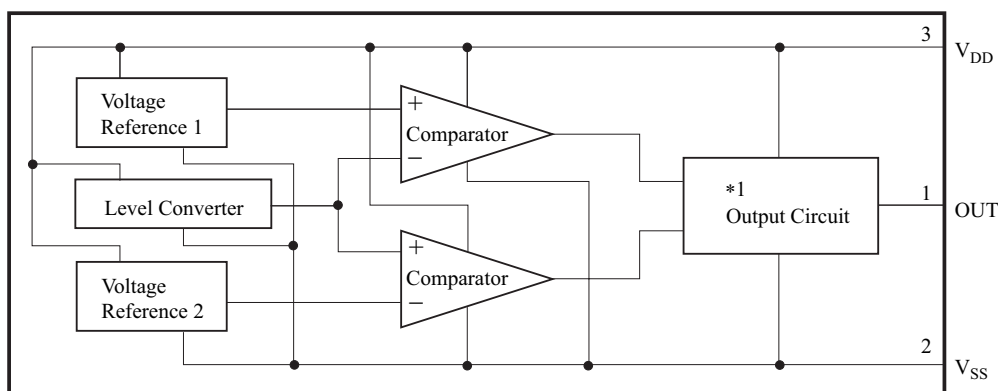 3
V_DD
Voltage
Reference 1
+
Comparator
−
*1
Output Circuit
1
OUT
Level Converter
+
Comparator
−
Voltage
Reference 2
2
V_SS